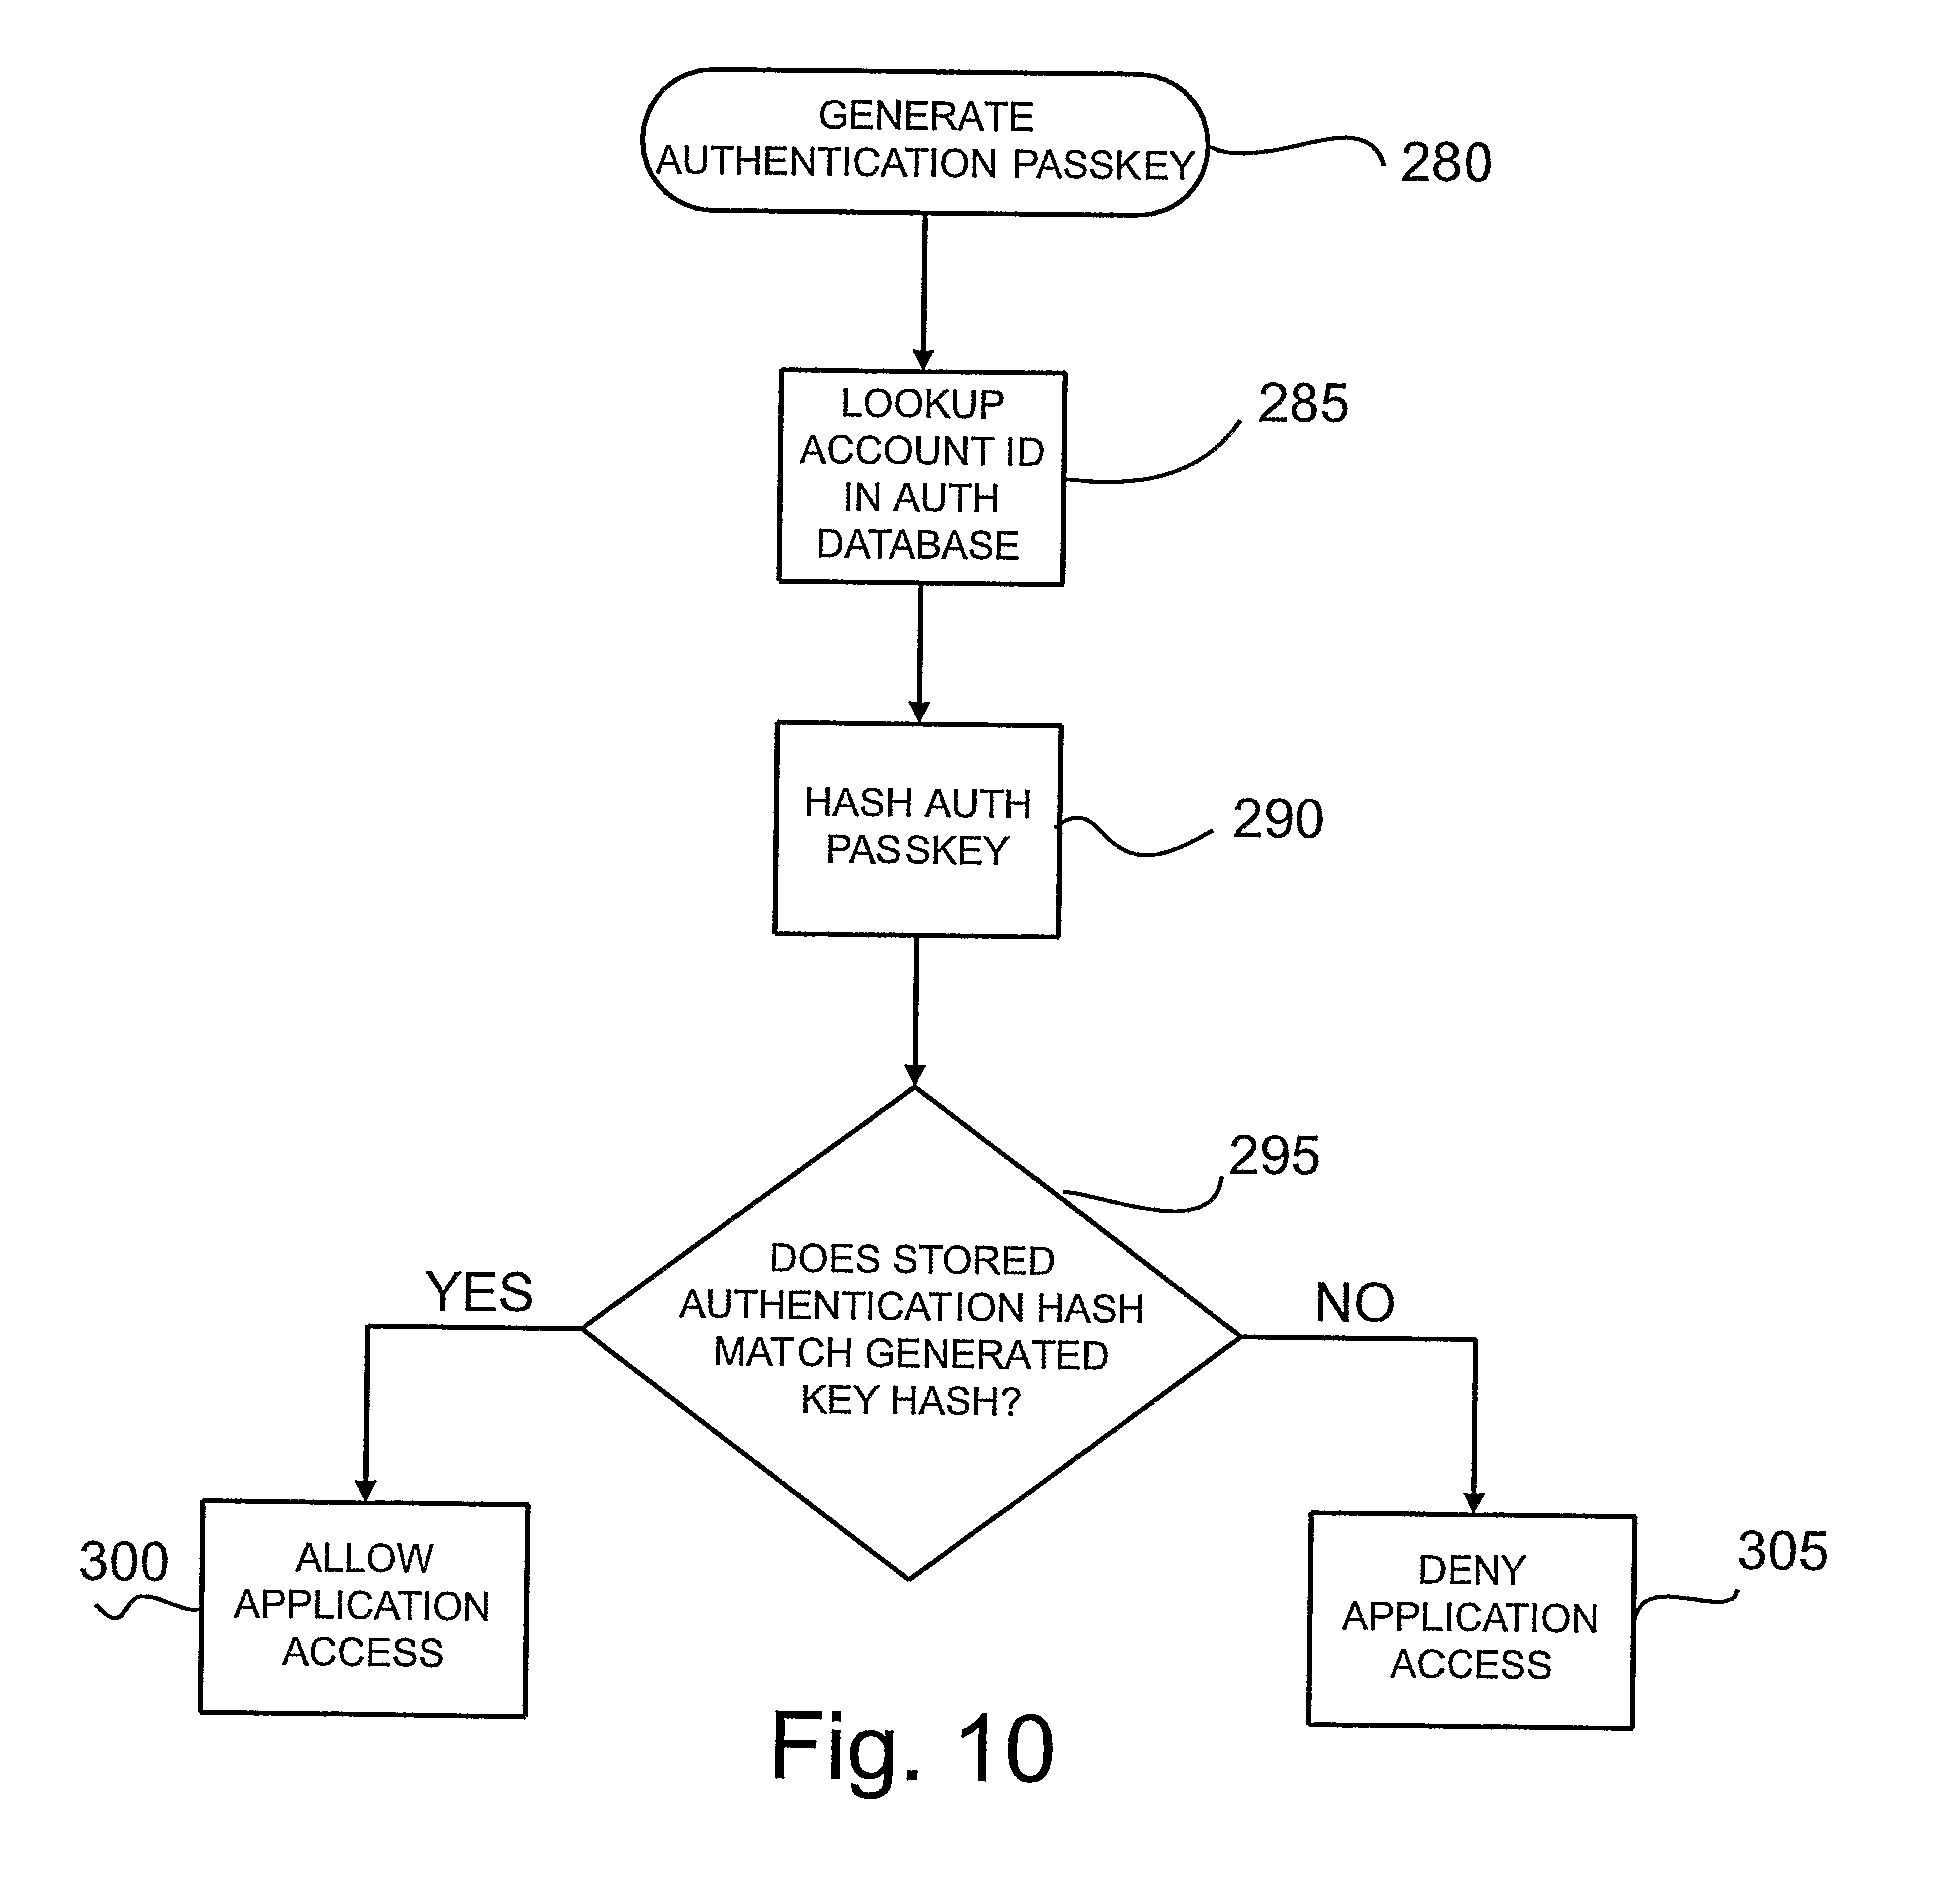 GENERATE
AUTHENTICATION PASSKEY
280
LOOKUP
ACCOUNT ID
IN AUTH
DATABASE
285
HASH AUTH
PASSKEY
290
295
DOES STORED
AUTHENTICATION HASH
MATCH GENERATED
KEY HASH?
YES
NO
300
ALLOW
APPLICATION
ACCESS
DENY
APPLICATION
ACCESS
305
Fig. 10